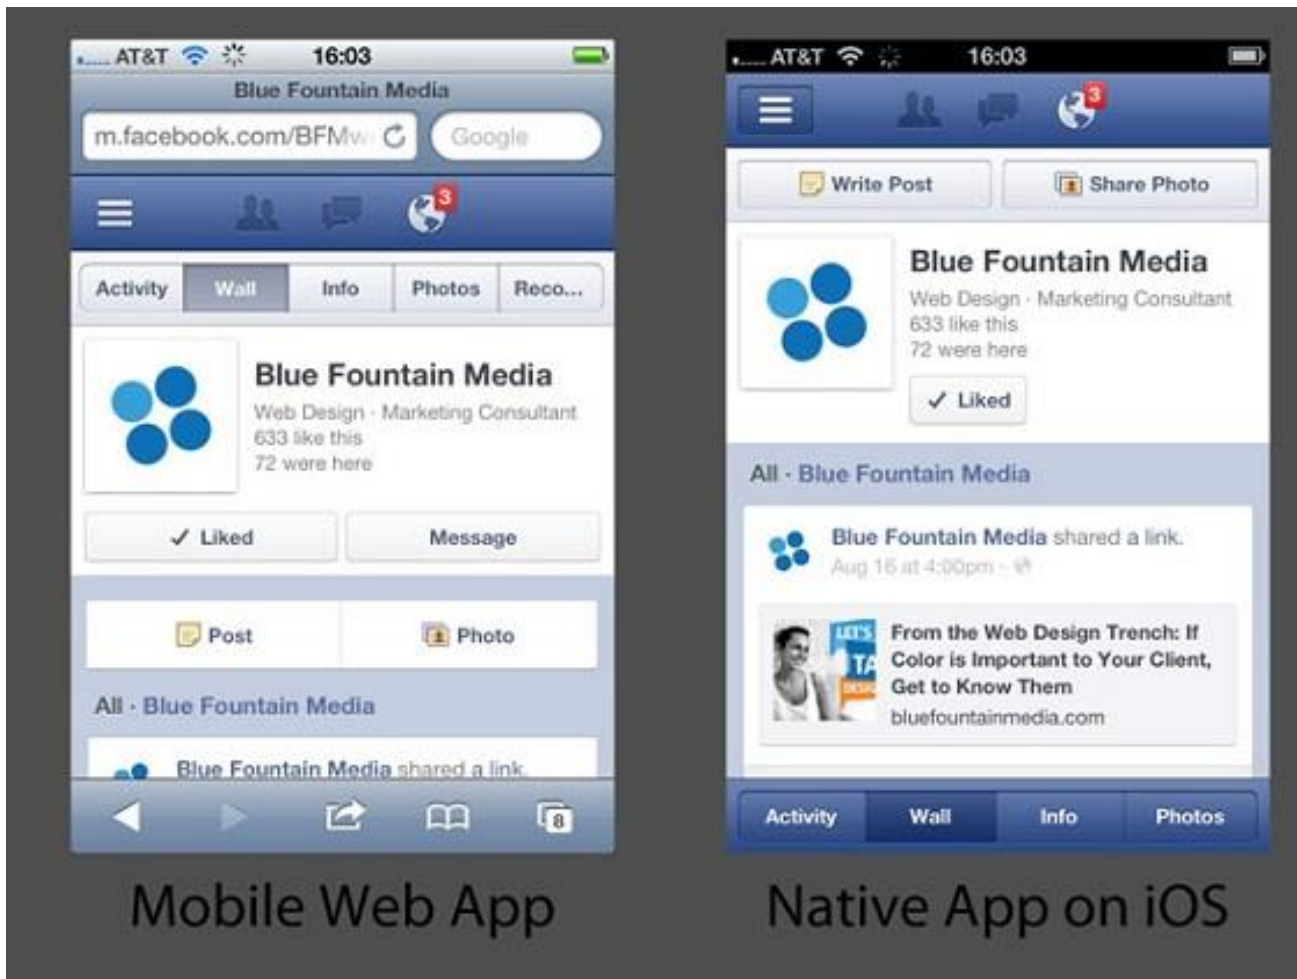 AT&T 16:03
Blue Fountain Media
m.facebook.com/BFMw
Google
3
Activity Wall Info Photos Reco...
Blue Fountain Media
Web Design · Marketing Consultant
633 like this
72 were here
✓ Liked Message
Post Photo
All · Blue Fountain Media
Blue Fountain Media shared a link.
8
Mobile Web App
AT&T 16:03
3
Write Post Share Photo
Blue Fountain Media
Web Design · Marketing Consultant
633 like this
72 were here
✓ Liked
All · Blue Fountain Media
Blue Fountain Media shared a link.
Aug 16 at 4:00pm ·
LET'S
TA
From the Web Design Trench: If
Color is Important to Your Client,
Get to Know Them
bluefountainmedia.com
Activity Wall Info Photos
Native App on iOS